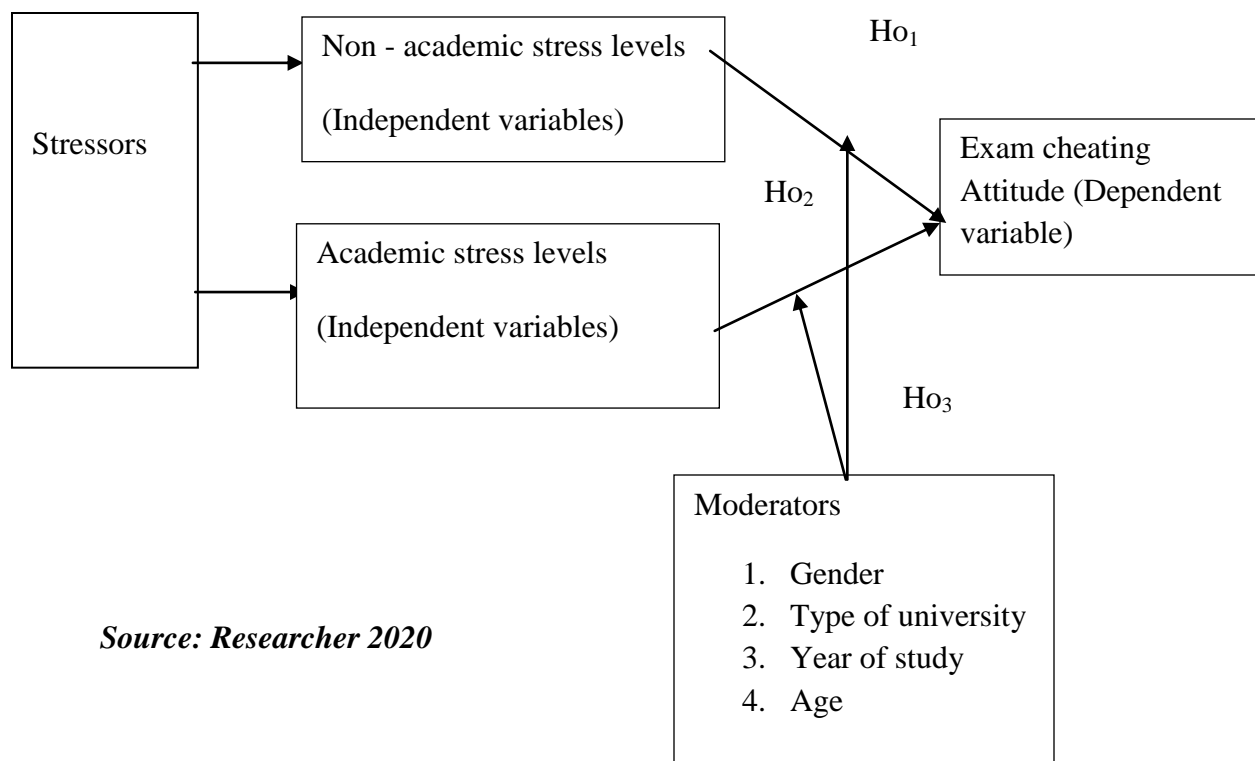 Stressors
Non - academic stress levels
(Independent variables)
Ho₁
Exam cheating
Attitude (Dependent
variable)
Ho₂
Academic stress levels
(Independent variables)
Ho₃
Moderators
1. Gender
2. Type of university
3. Year of study
4. Age
Source: Researcher 2020